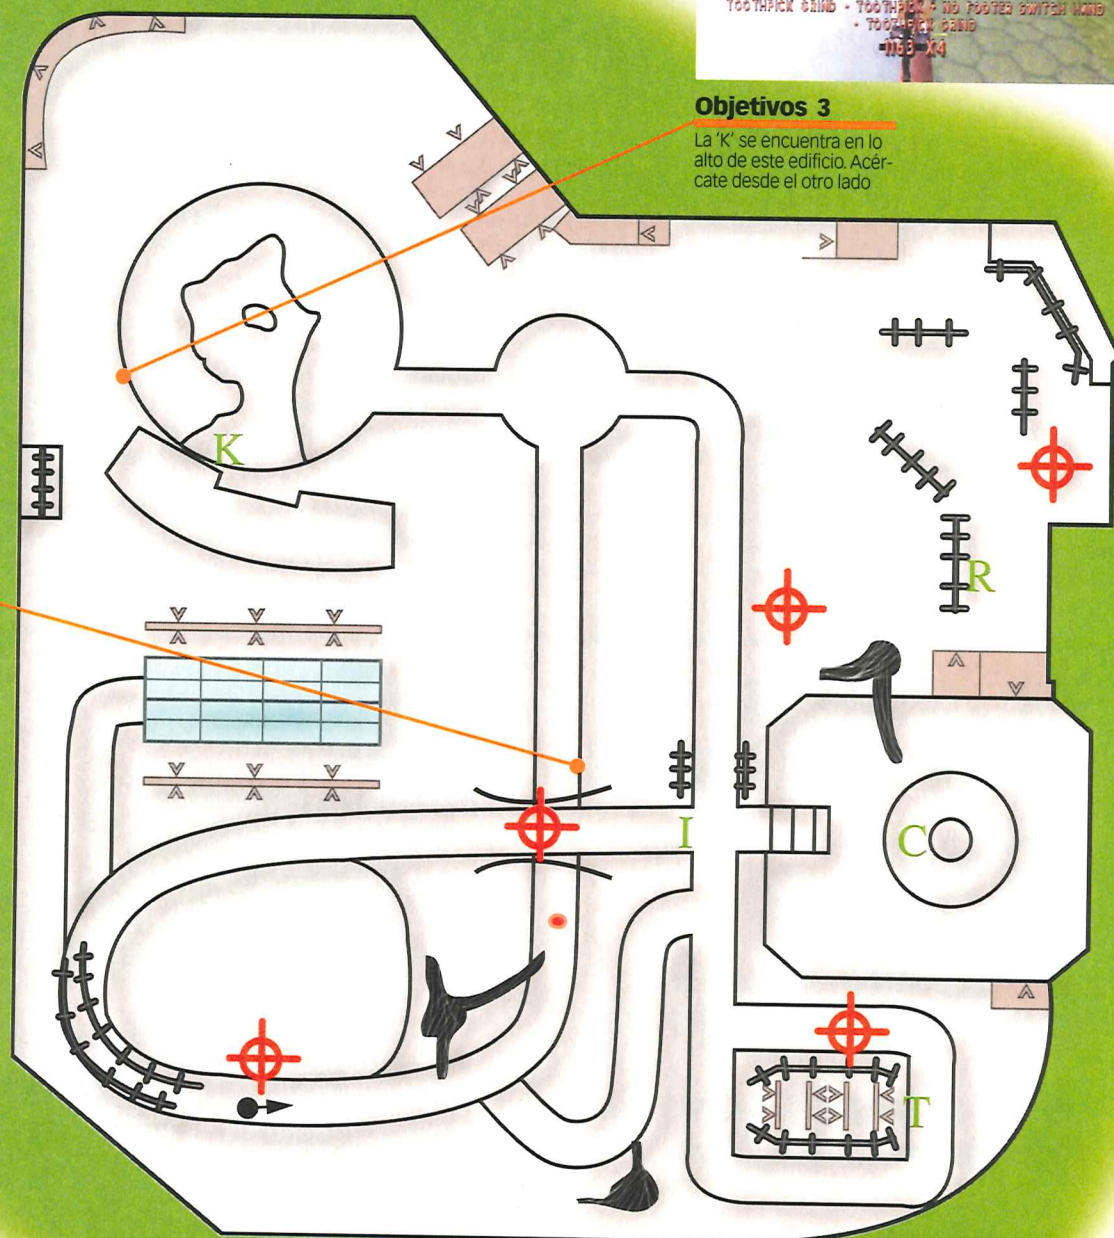 TOOTHPICK GRIND - TOOTHPICK - NO FOOTER SWITCH HAND
- TOOTHPICK GRIND
1163 X4
Objetivos 3
La 'K' se encuentra en lo
alto de este edificio. Acér-
cate desde el otro lado
K
R
I
C
T